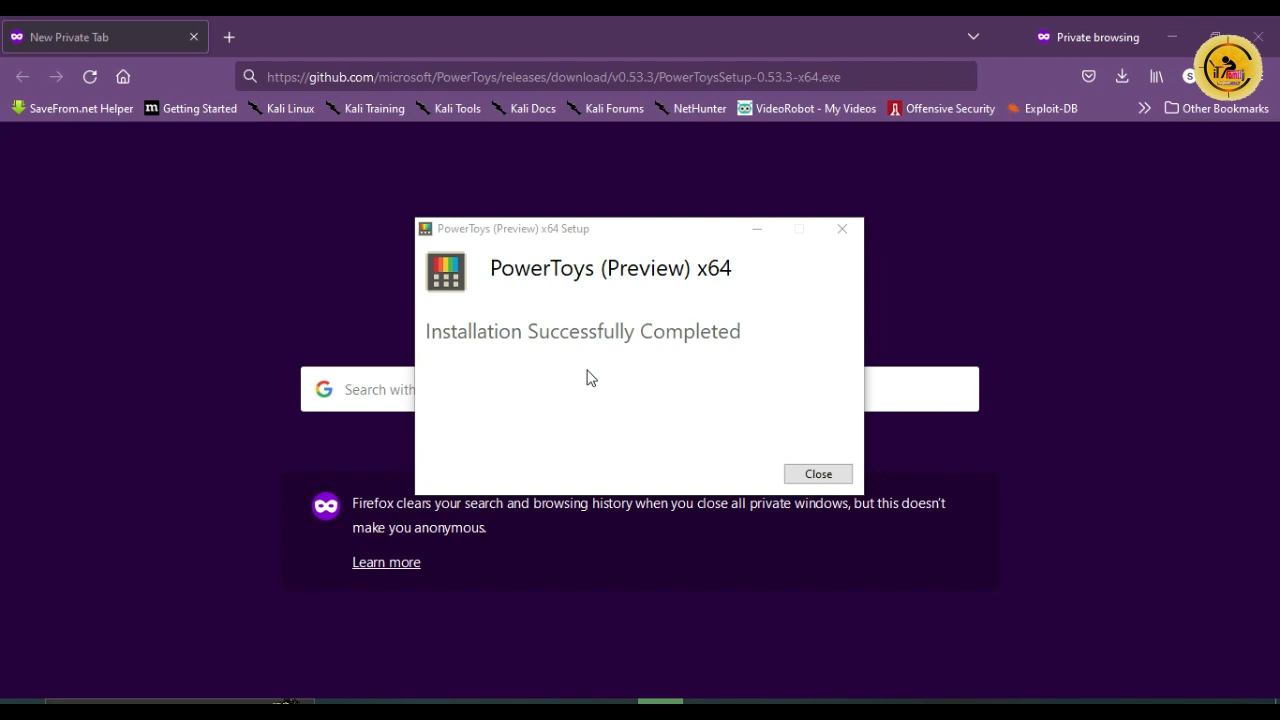 New Private Tab
Private browsing
https://github.com/microsoft/PowerToys/releases/download/v0.53.3/PowerToysSetup-0.53.3-x64.exe
S
SaveFrom.net Helper
m Getting Started
Kali Linux
Kali Training
Kali Tools
Kali Docs
Kali Forums
NetHunter
VideoRobot - My Videos
Offensive Security
Exploit-DB
Other Bookmarks
PowerToys (Preview) x64 Setup
PowerToys (Preview) x64
Installation Successfully Completed
G Search with
Close
Firefox clears your search and browsing history when you close all private windows, but this doesn't
make you anonymous.
Learn more